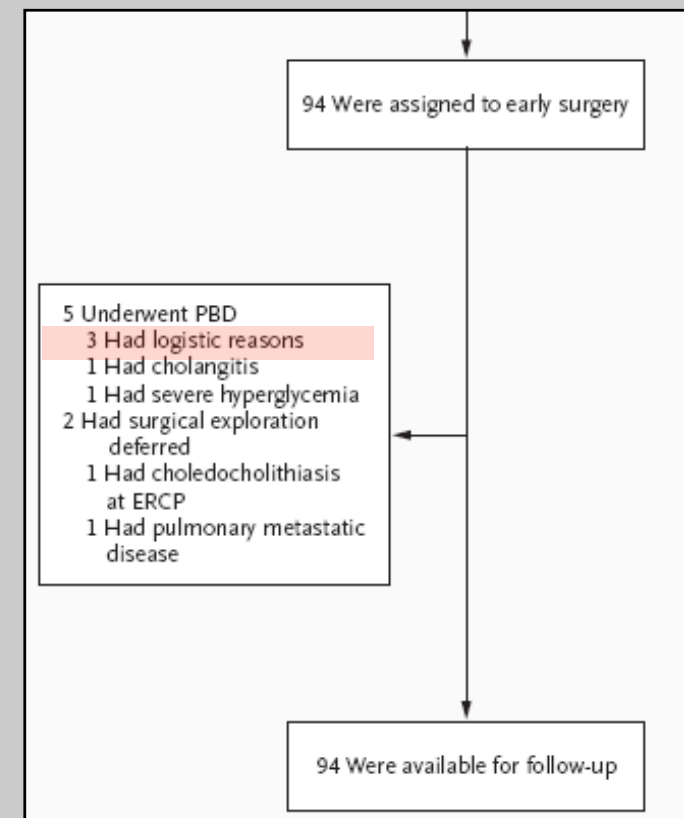 94 Were assigned to early surgery
5 Underwent PBD
3 Had logistic reasons
1 Had cholangitis
1 Had severe hyperglycemia
2 Had surgical exploration
deferred
1 Had choledocholithiasis
at ERCP
1 Had pulmonary metastatic
disease
94 Were available for follow-up